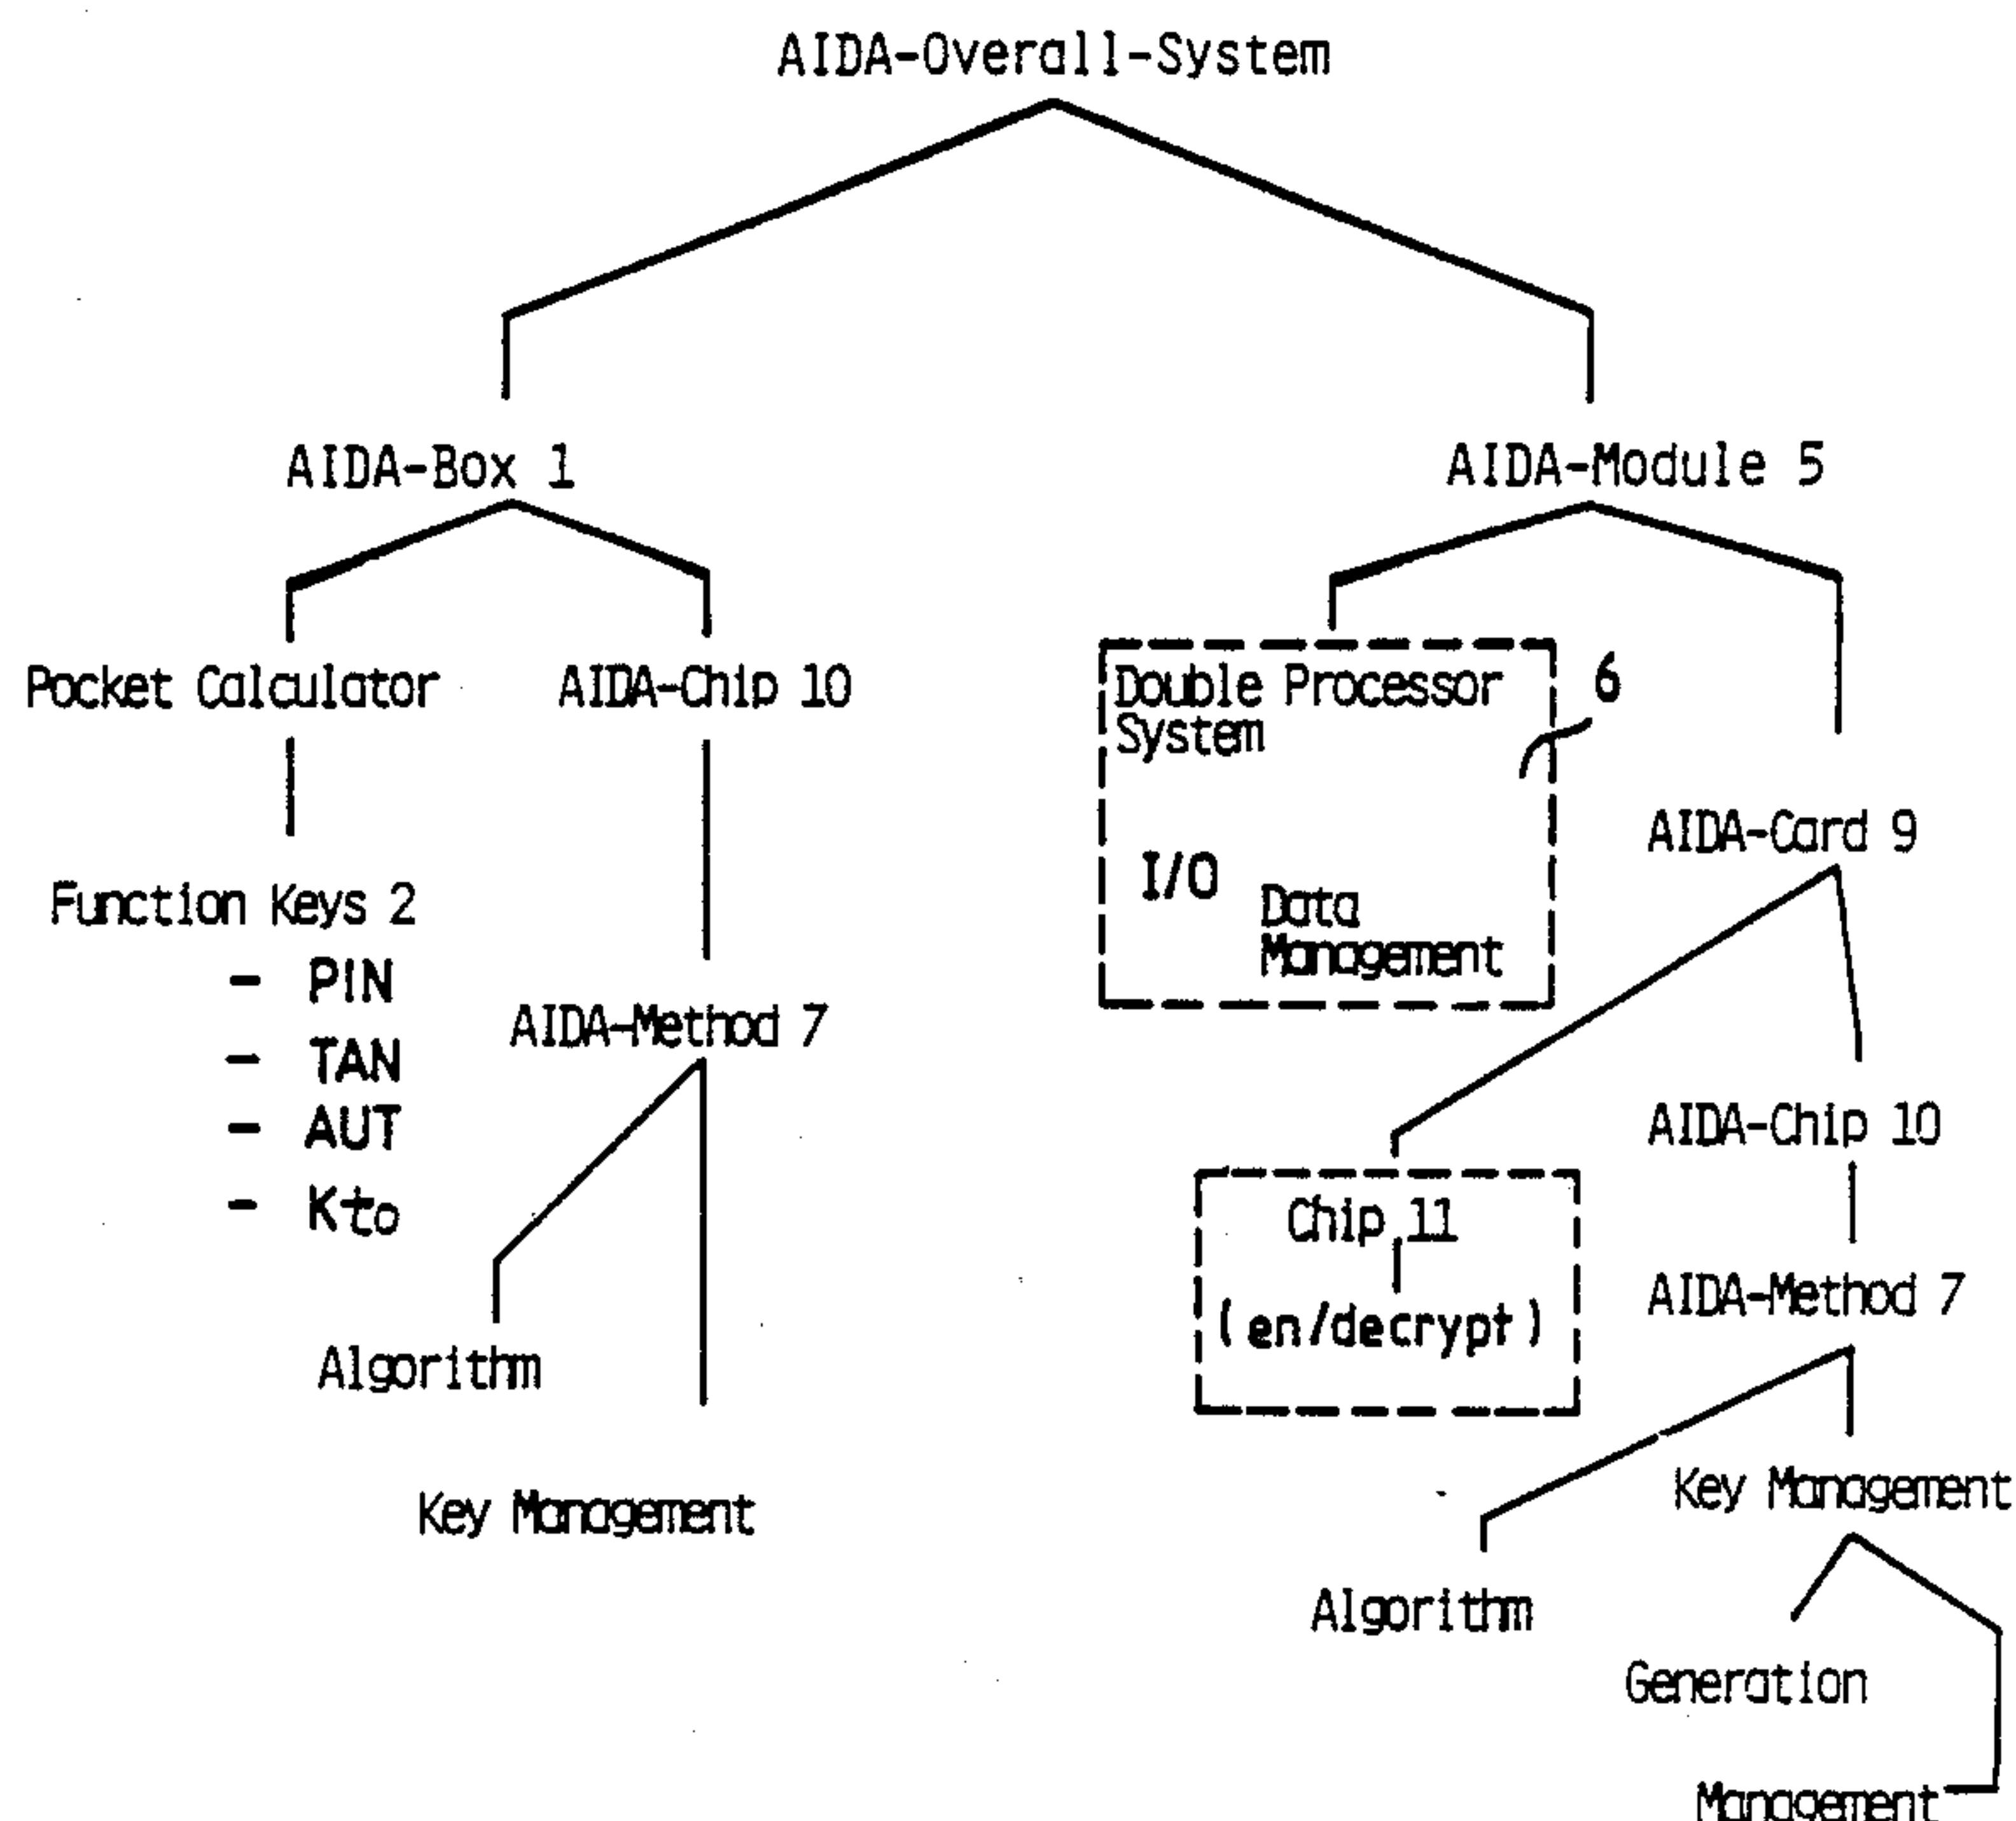 AIDA-Overall-System
AIDA-Box 1
AIDA-Module 5
Pocket Calculator
AIDA-Chip 10
Double Processor
System
6
I/O
Data
Management
AIDA-Card 9
Function Keys 2
- PIN
- TAN
- AUT
- Kto
AIDA-Method 7
Algorithm
Key Management
AIDA-Chip 10
Chip 11
(en/decrypt)
AIDA-Method 7
Key Management
Algorithm
Generation
Management